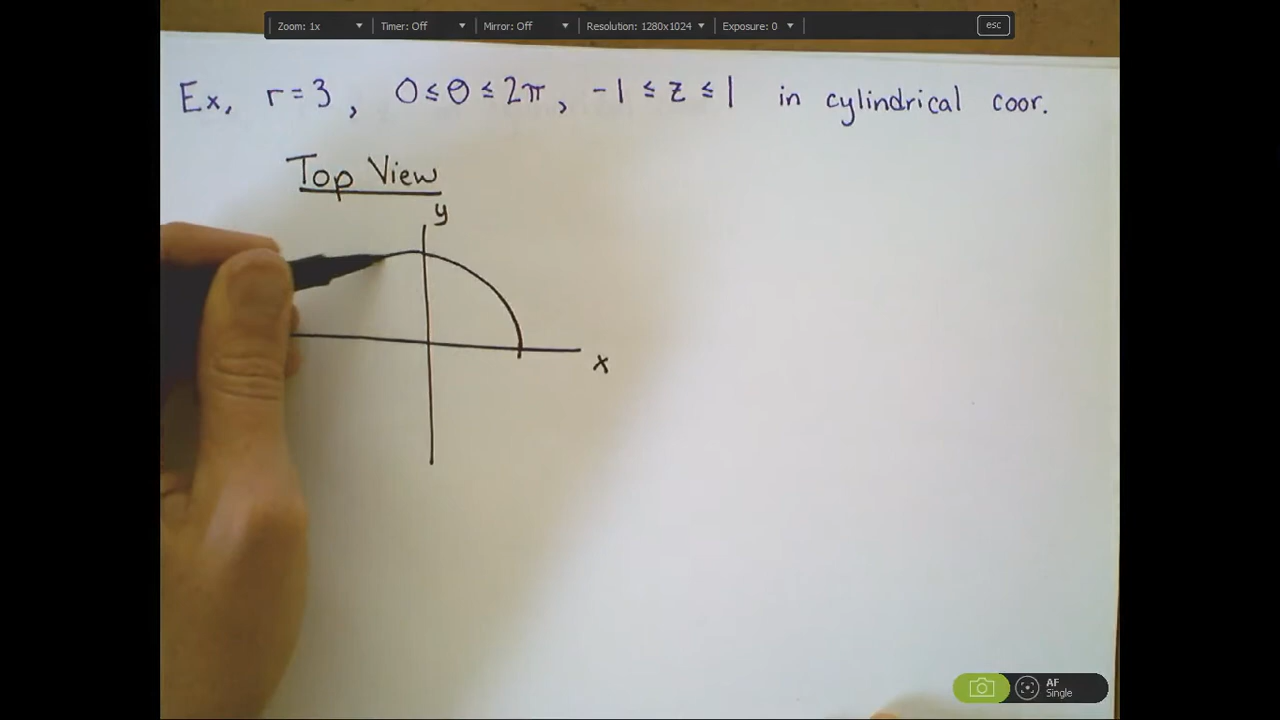 Zoom: 1x Timer: Off Mirror: Off Resolution: 1280x1024 Exposure: 0 esc
Ex. r = 3, 0 ≤ θ ≤ 2π, -1 ≤ z ≤ 1 in cylindrical coor.
Top View
y
x
AF
Single